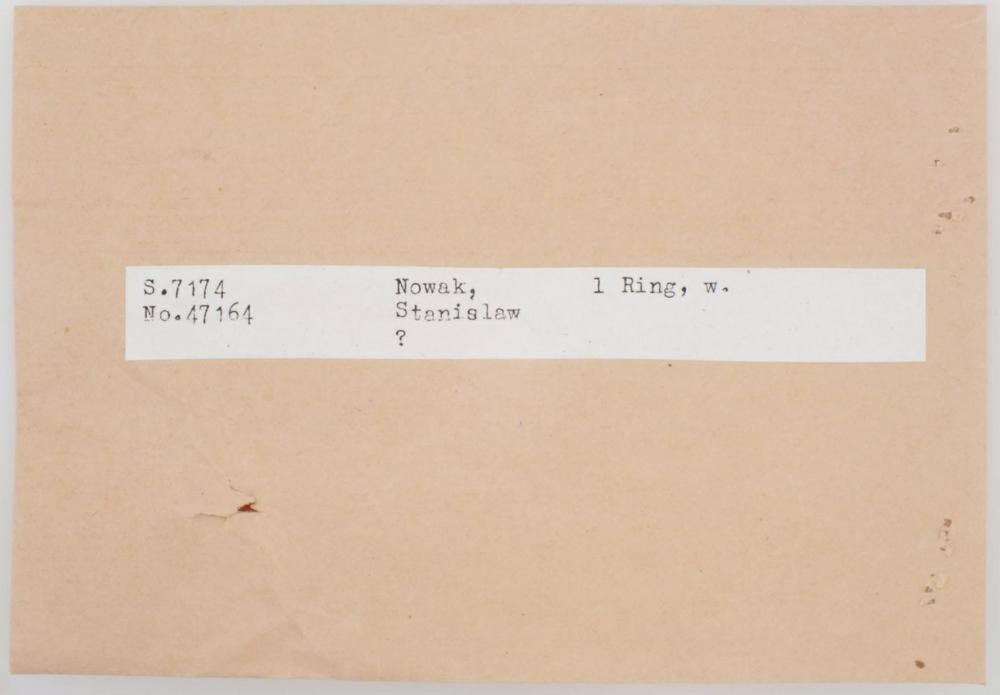 S.7174 Nowak, 1 Ring, w.
No.47164 Stanislaw
?